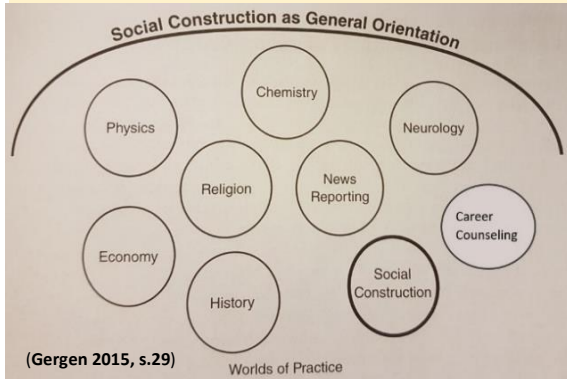 Social Construction as General Orientation
Chemistry
Physics
Neurology
Religion
News
Reporting
Career
Counseling
Economy
Social
Construction
History
(Gergen 2015, s.29)
Worlds of Practice